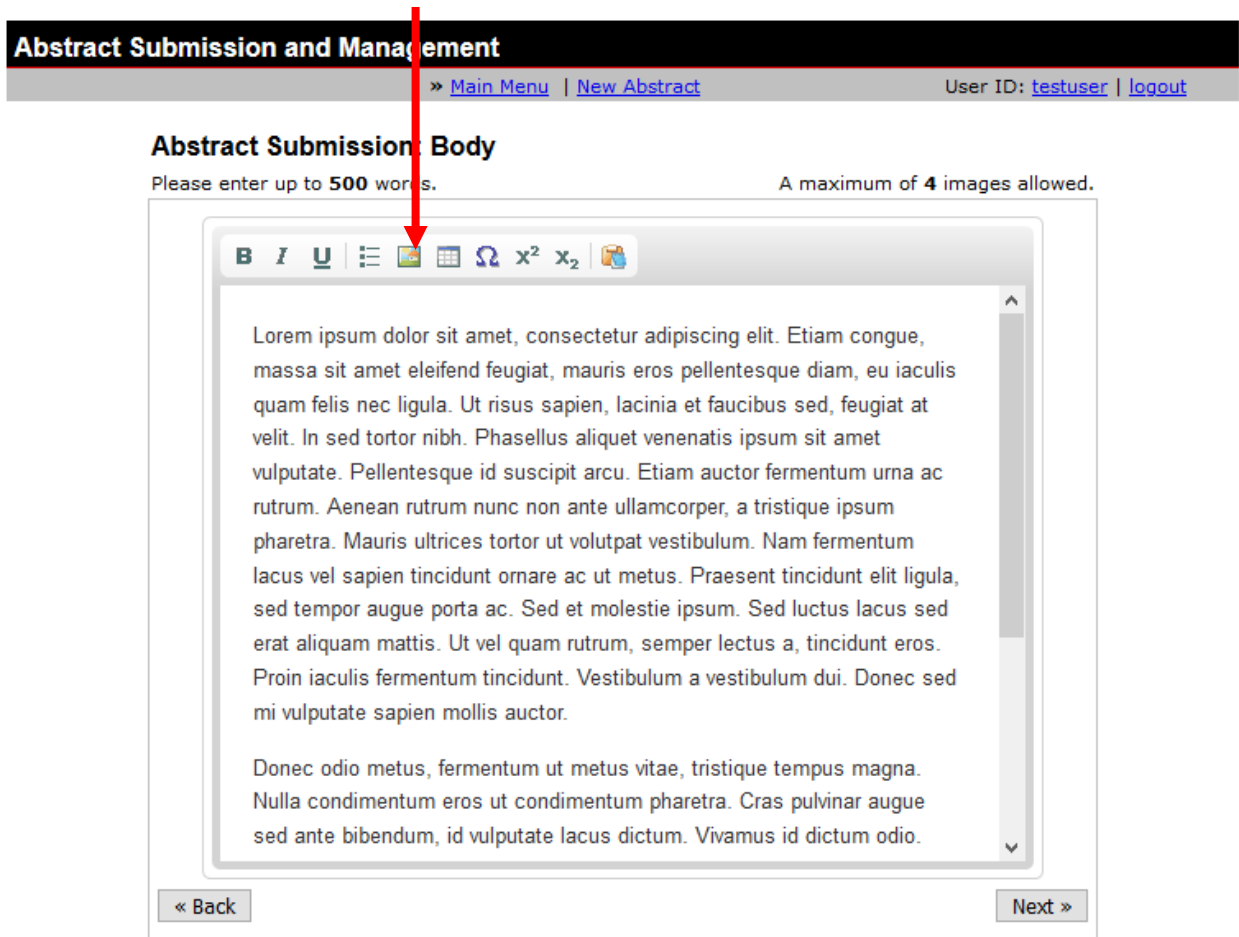 Abstract Submission and Management
» Main Menu | New Abstract User ID: testuser | logout
Abstract Submission: Body
Please enter up to 500 words. A maximum of 4 images allowed.
B I U Ω x² x₂
Lorem ipsum dolor sit amet, consectetur adipiscing elit. Etiam congue,
massa sit amet eleifend feugiat, mauris eros pellentesque diam, eu iaculis
quam felis nec ligula. Ut risus sapien, lacinia et faucibus sed, feugiat at
velit. In sed tortor nibh. Phasellus aliquet venenatis ipsum sit amet
vulputate. Pellentesque id suscipit arcu. Etiam auctor fermentum urna ac
rutrum. Aenean rutrum nunc non ante ullamcorper, a tristique ipsum
pharetra. Mauris ultrices tortor ut volutpat vestibulum. Nam fermentum
lacus vel sapien tincidunt ornare ac ut metus. Praesent tincidunt elit ligula,
sed tempor augue porta ac. Sed et molestie ipsum. Sed luctus lacus sed
erat aliquam mattis. Ut vel quam rutrum, semper lectus a, tincidunt eros.
Proin iaculis fermentum tincidunt. Vestibulum a vestibulum dui. Donec sed
mi vulputate sapien mollis auctor.
Donec odio metus, fermentum ut metus vitae, tristique tempus magna.
Nulla condimentum eros ut condimentum pharetra. Cras pulvinar augue
sed ante bibendum, id vulputate lacus dictum. Vivamus id dictum odio.
« Back Next »